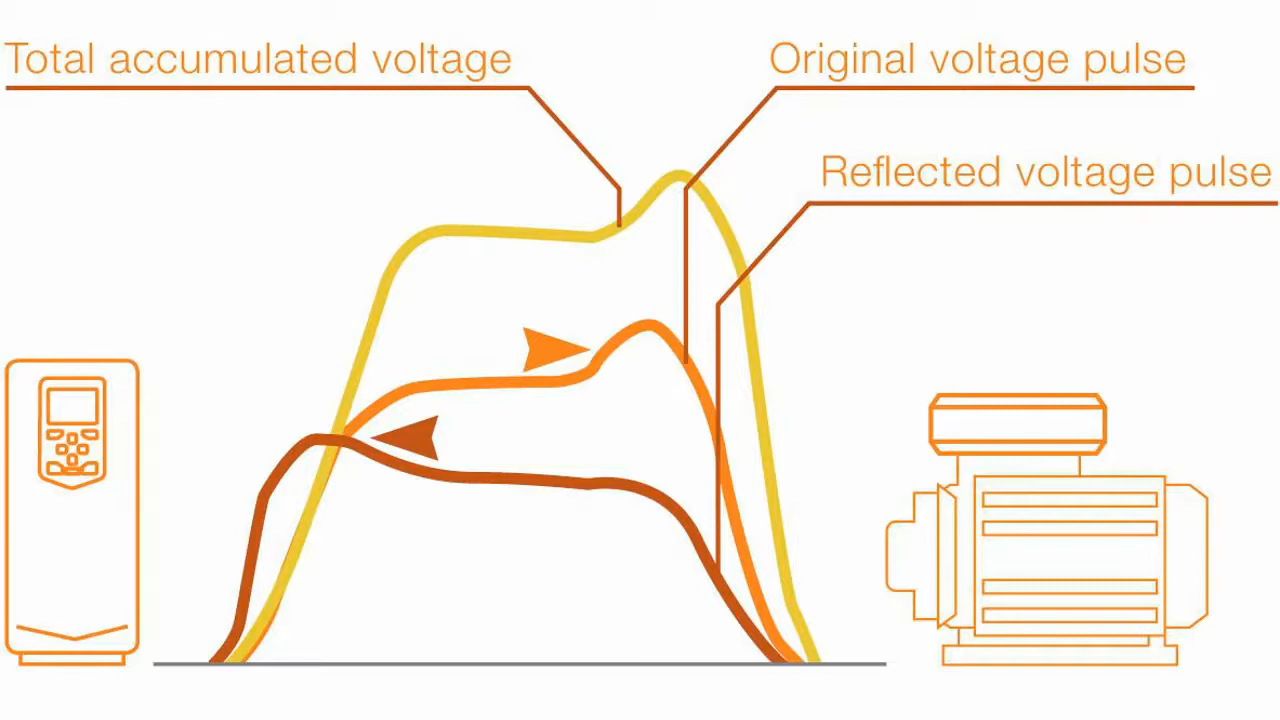 Total accumulated voltage
Original voltage pulse
Reflected voltage pulse